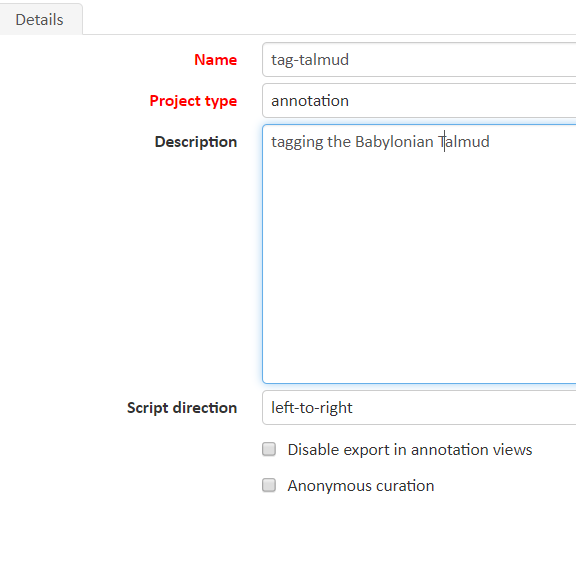 Details
Name tag-talmud
Project type annotation
Description tagging the Babylonian Talmud
Script direction left-to-right
Disable export in annotation views
Anonymous curation